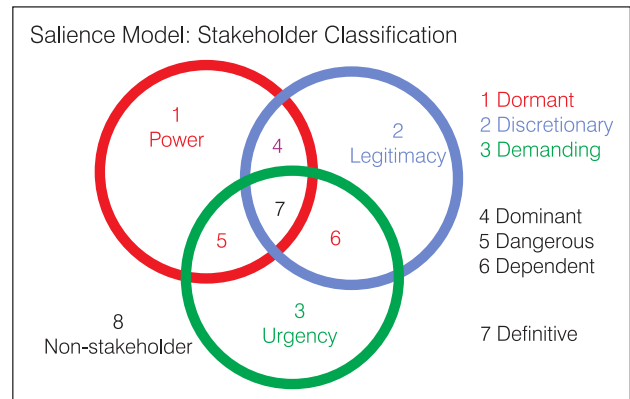 Salience Model: Stakeholder Classification
1
Power
4
2
Legitimacy
7
5
6
3
Urgency
8
Non-stakeholder
1 Dormant
2 Discretionary
3 Demanding
4 Dominant
5 Dangerous
6 Dependent
7 Definitive